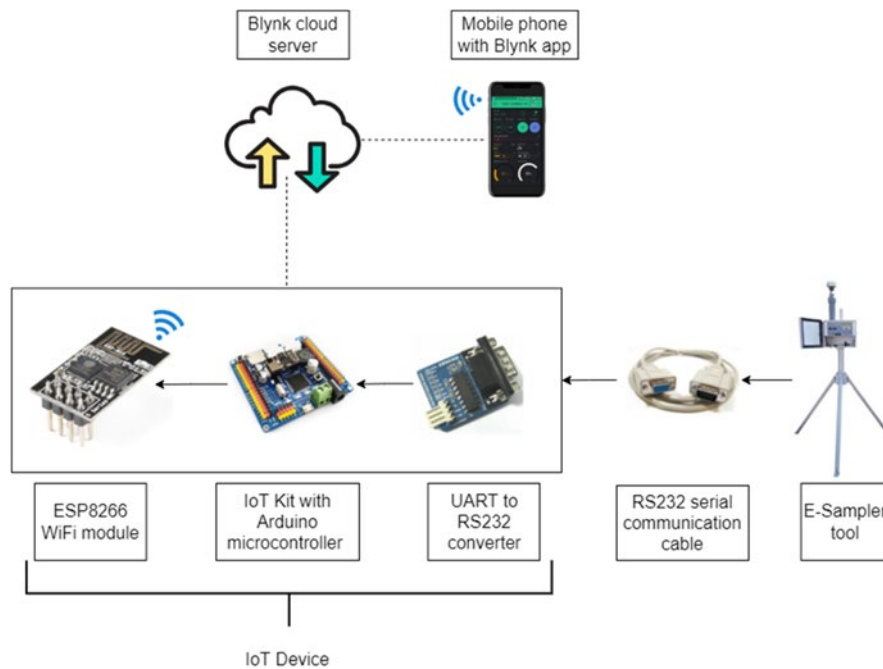 Blynk cloud
server
Mobile phone
with Blynk app
ESP8266
WiFi module
IoT Kit with
Arduino
microcontroller
UART to
RS232
converter
RS232 serial
communication
cable
E-Sampler
tool
IoT Device